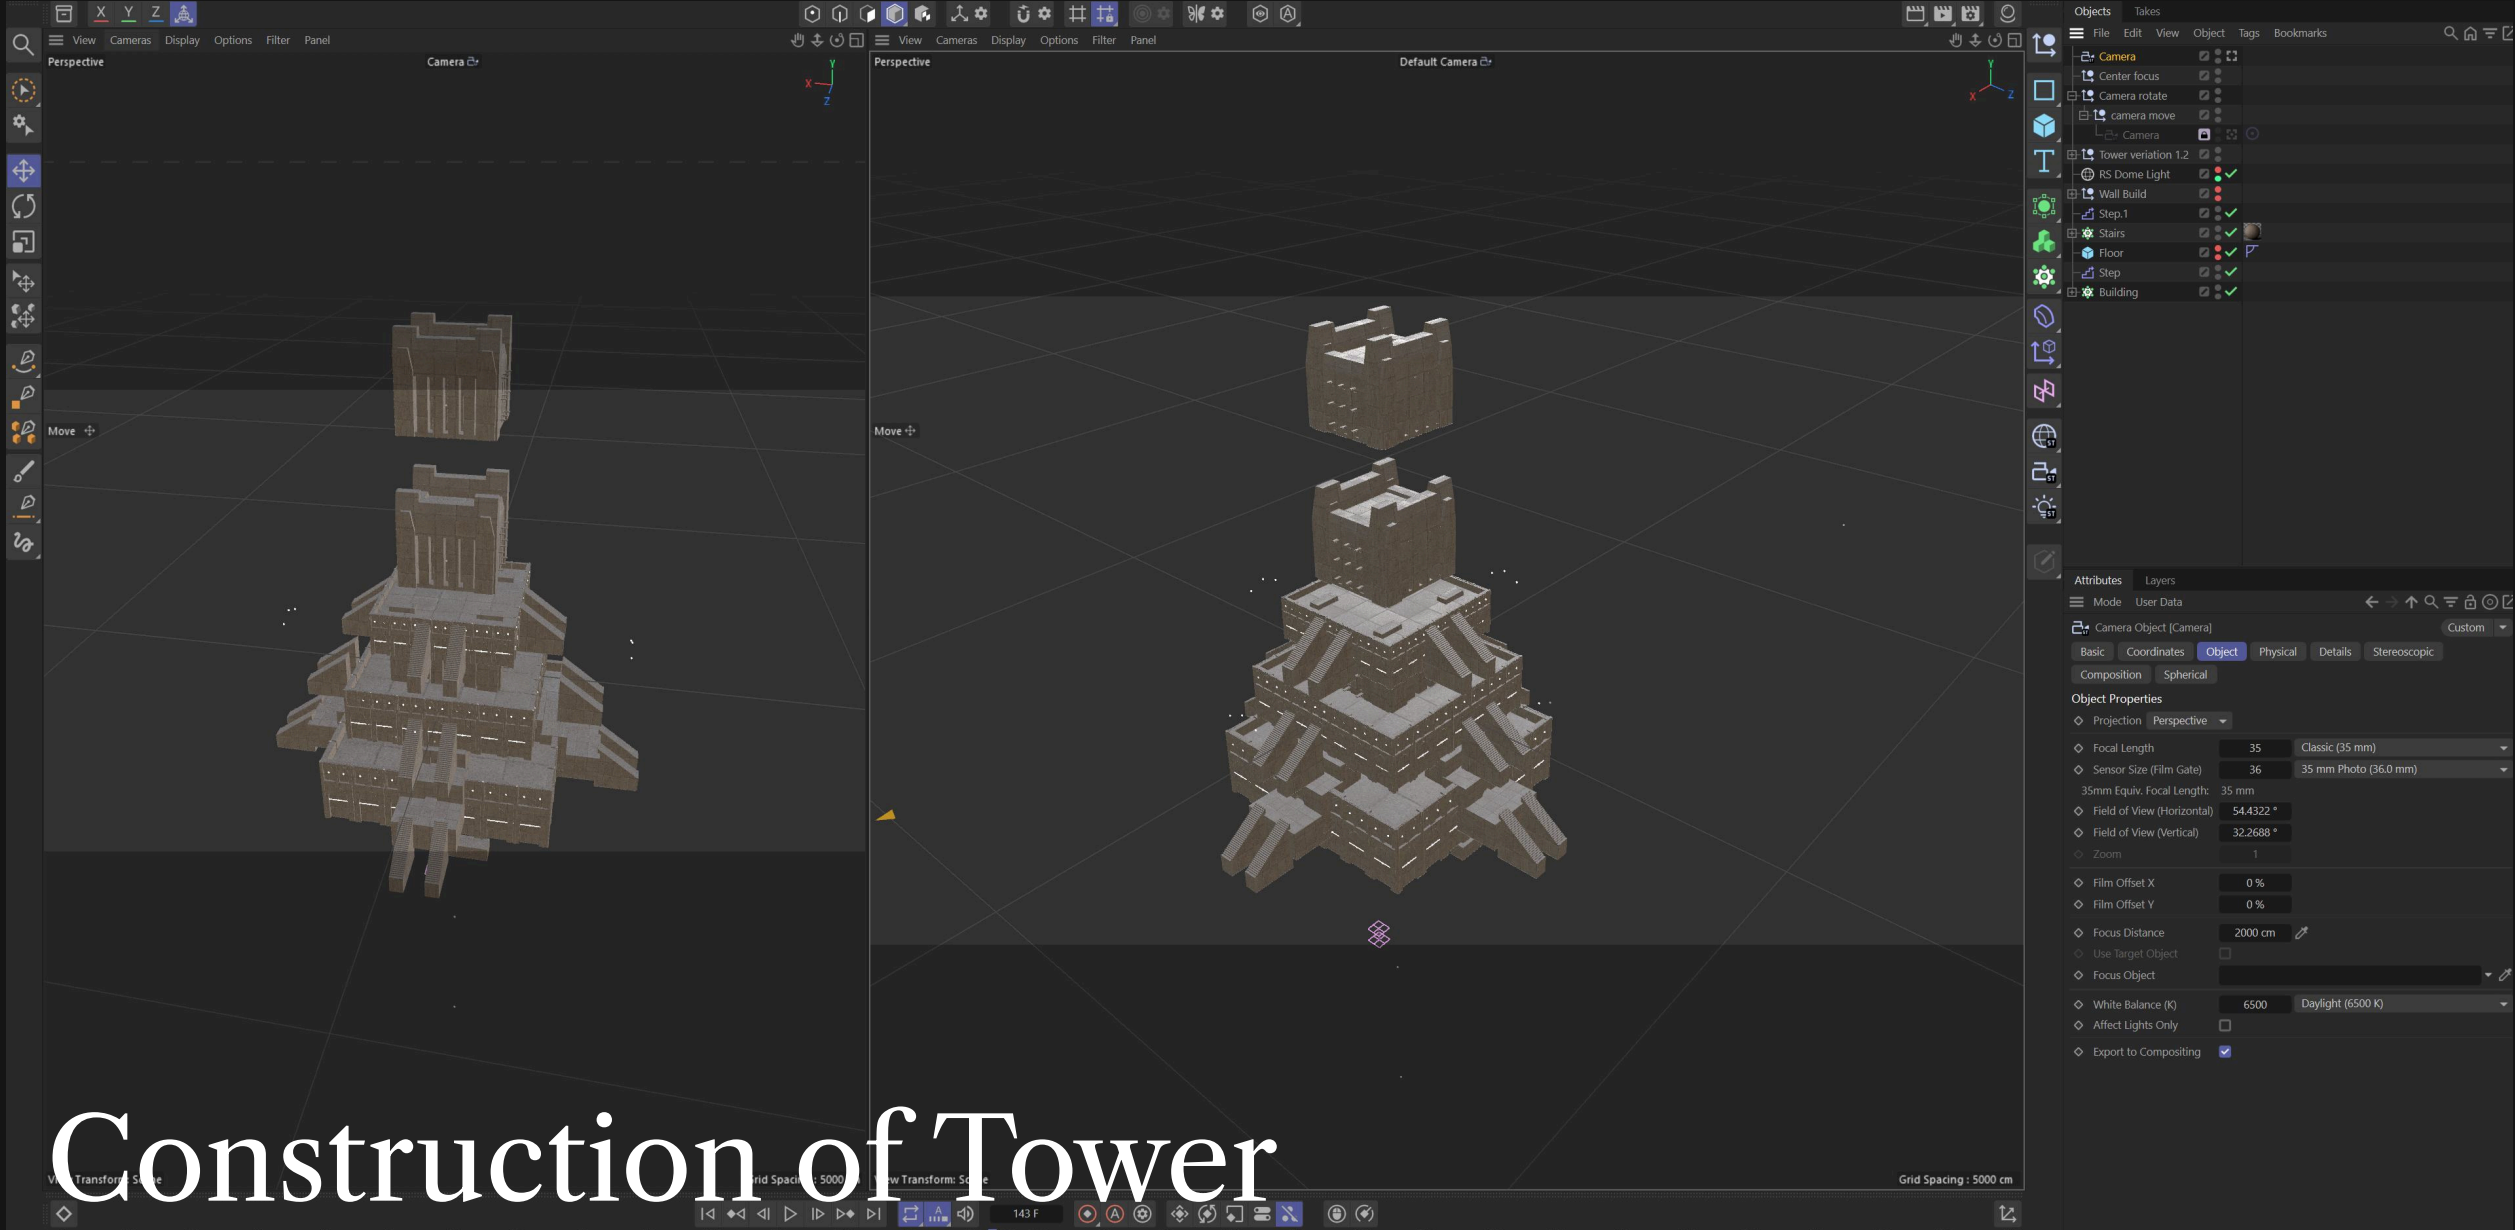 X Y Z
Objects Takes
View Cameras Display Options Filter Panel
View Cameras Display Options Filter Panel
File Edit View Object Tags Bookmarks
Perspective
Camera
Y
X
Z
Perspective
Default Camera
Y
X
Z
Camera
Center focus
Camera rotate
camera move
Camera
Tower veriation 1.2
RS Dome Light
Wall Build
Step.1
Stairs
Floor
Step
Building
Move
Move
ST
ST
ST
Attributes Layers
Mode User Data
Camera Object [Camera] Custom
Basic Coordinates Object Physical Details Stereoscopic
Composition Spherical
Object Properties
Projection Perspective
Focal Length 35 Classic (35 mm)
Sensor Size (Film Gate) 36 35 mm Photo (36.0 mm)
35mm Equiv. Focal Length: 35 mm
Field of View (Horizontal) 54.4322 °
Field of View (Vertical) 32.2688 °
Zoom 1
Film Offset X 0 %
Film Offset Y 0 %
Focus Distance 2000 cm
Use Target Object
Focus Object
White Balance (K) 6500 Daylight (6500 K)
Affect Lights Only
Export to Compositing
Construction of Tower
Grid Spacing : 5000 cm
143 F